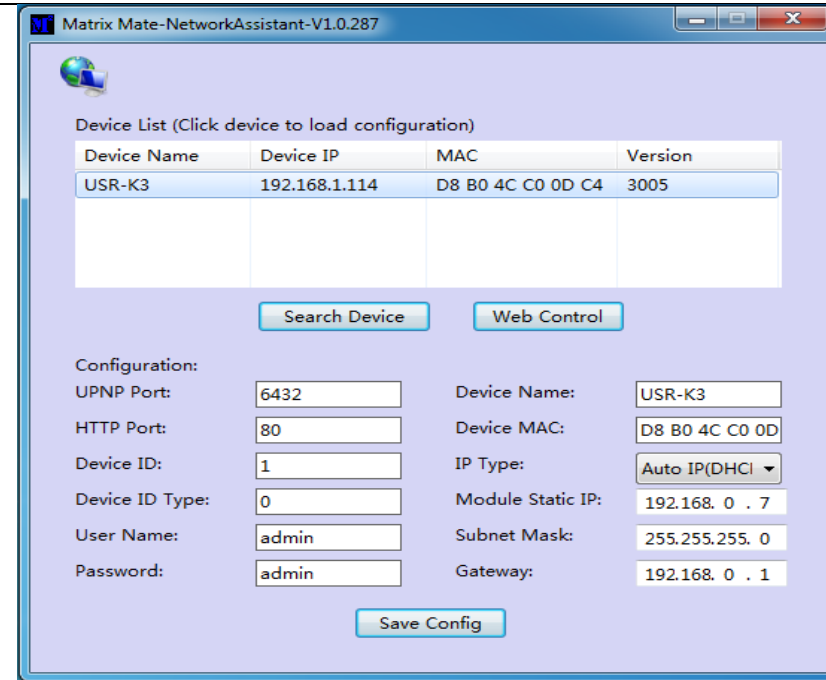 Matrix Mate-NetworkAssistant-V1.0.287
Device List (Click device to load configuration)
Device Name Device IP MAC Version
USR-K3 192.168.1.114 D8 B0 4C C0 0D C4 3005
Search Device Web Control
Configuration:
UPNP Port: 6432 Device Name: USR-K3
HTTP Port: 80 Device MAC: D8 B0 4C C0 0D
Device ID: 1 IP Type: Auto IP(DHCI
Device ID Type: 0 Module Static IP: 192.168. 0 . 7
User Name: admin Subnet Mask: 255.255.255. 0
Password: admin Gateway: 192.168. 0 . 1
Save Config